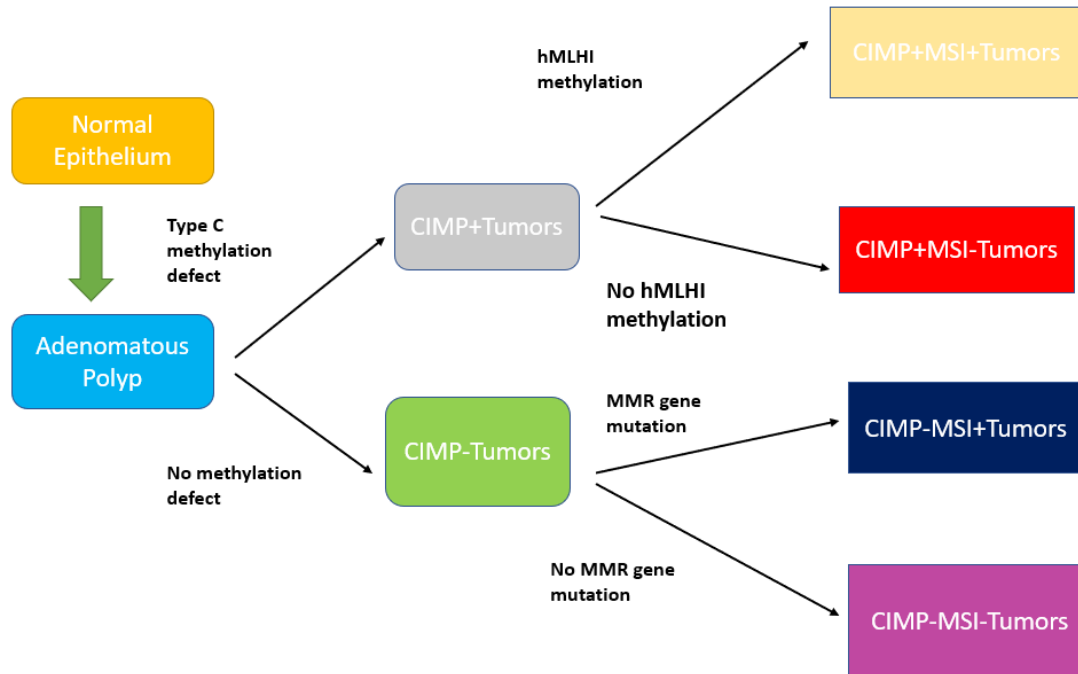 Normal
Epithelium
Type C
methylation
defect
Adenomatous
Polyp
No methylation
defect
CIMP+Tumors
CIMP-Tumors
hMLHI
methylation
No hMLHI
methylation
MMR gene
mutation
No MMR gene
mutation
CIMP+MSI+Tumors
CIMP+MSI-Tumors
CIMP-MSI+Tumors
CIMP-MSI-Tumors